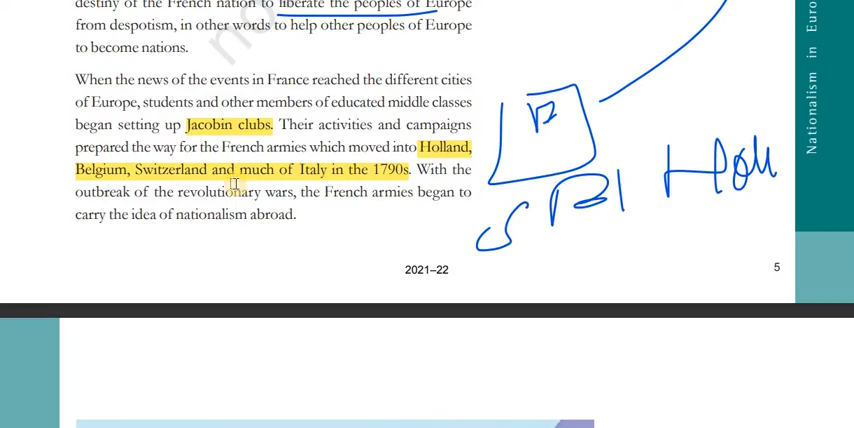 destiny of the French nation to liberate the peoples of Europe
from despotism, in other words to help other peoples of Europe
to become nations.
When the news of the events in France reached the different cities
of Europe, students and other members of educated middle classes
began setting up Jacobin clubs. Their activities and campaigns
prepared the way for the French armies which moved into Holland,
Belgium, Switzerland and much of Italy in the 1790s. With the
outbreak of the revolutionary wars, the French armies began to
carry the idea of nationalism abroad.
2021–22
5
Nationalism in Euro
no